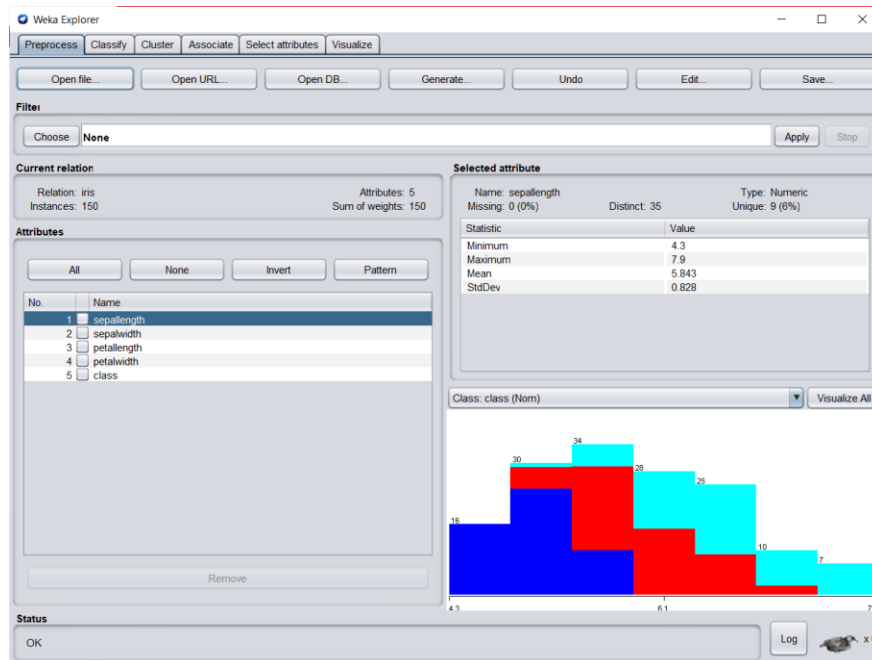 Weka Explorer
Preprocess Classify Cluster Associate Select attributes Visualize
Open file... Open URL... Open DB... Generate... Undo Edit... Save...
Filter
Choose None Apply Stop
Current relation
Relation: iris Attributes: 5
Instances: 150 Sum of weights: 150
Attributes
All None Invert Pattern
No. Name
1 sepallength
2 sepalwidth
3 petallength
4 petalwidth
5 class
Remove
Selected attribute
Name: sepallength Type: Numeric
Missing: 0 (0%) Distinct: 35 Unique: 9 (6%)
Statistic Value
Minimum 4.3
Maximum 7.9
Mean 5.843
StdDev 0.828
Class: class (Nom) Visualize All
16 30 34 28 25 10 7
4.3 6.1
Status
OK
Log x